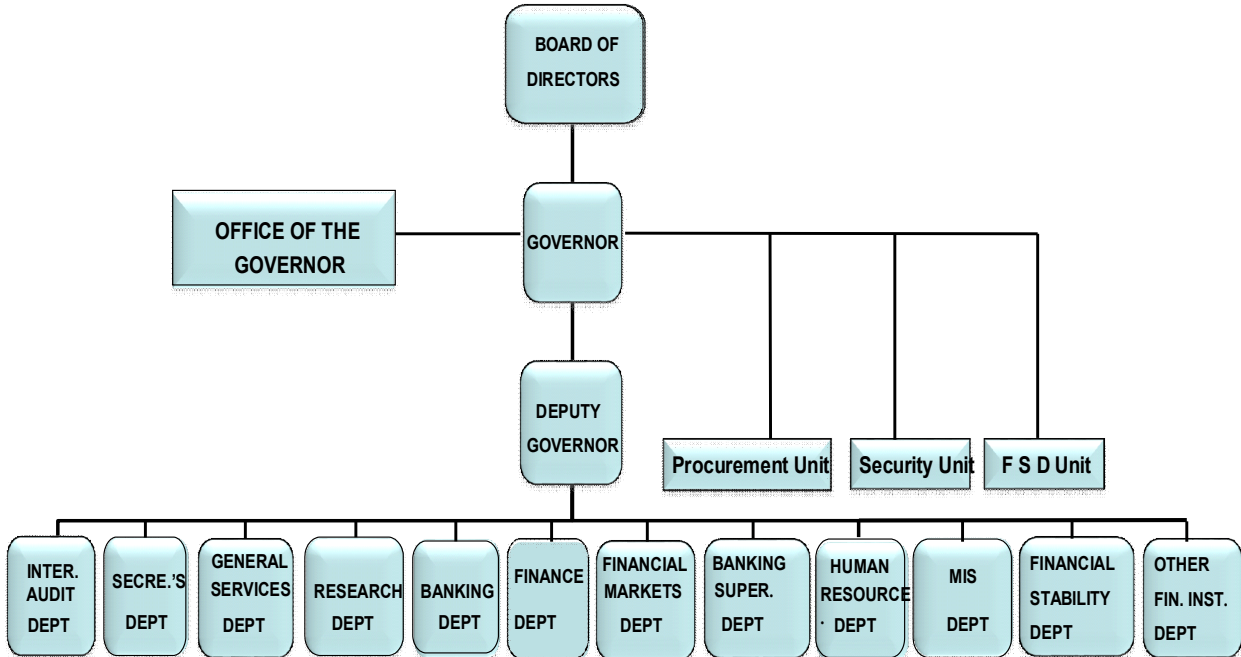 BOARD OF
DIRECTORS
OFFICE OF THE
GOVERNOR
GOVERNOR
DEPUTY
GOVERNOR
Procurement Unit
Security Unit
F S D Unit
INTER.
AUDIT
DEPT
SECRE.'S
DEPT
GENERAL
SERVICES
DEPT
RESEARCH
DEPT
BANKING
DEPT
FINANCE
DEPT
FINANCIAL
MARKETS
DEPT
BANKING
SUPER.
DEPT
HUMAN
RESOURCE
. DEPT
MIS
DEPT
FINANCIAL
STABILITY
DEPT
OTHER
FIN. INST.
DEPT